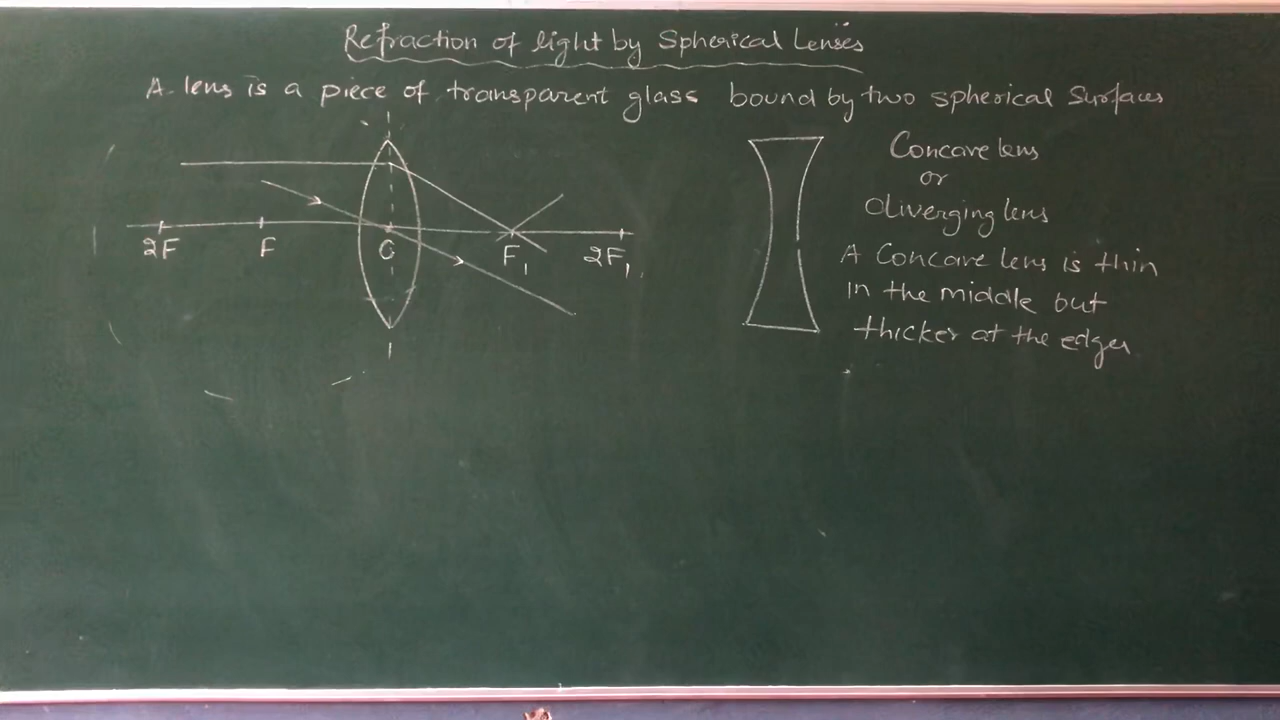 Refraction of light by Spherical Lenses
A lens is a piece of transparent glass bound by two spherical Surfaces
2F F C F1 2F1
Concave lens
or
Diverging lens
A Concave lens is thin
in the middle but
thicker at the edges